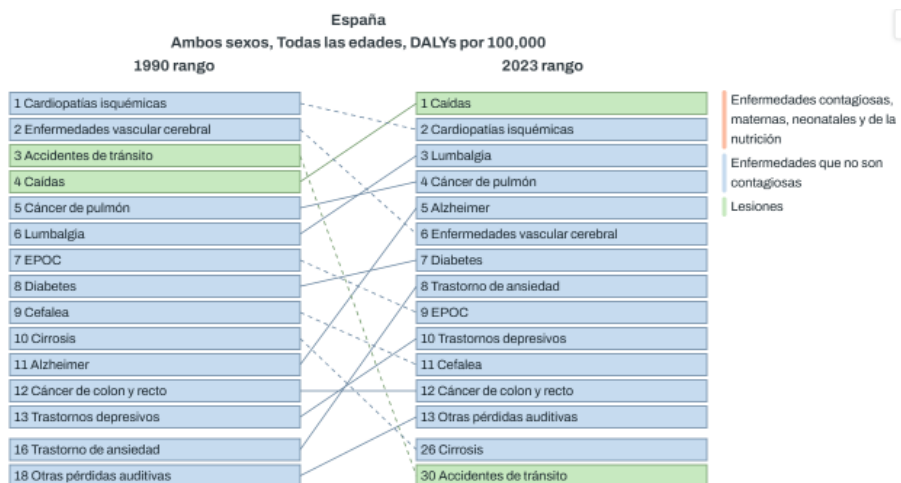 España
Ambos sexos, Todas las edades, DALYs por 100,000
1990 rango
2023 rango
1 Cardiopatías isquémicas
2 Enfermedades vascular cerebral
3 Accidentes de tránsito
4 Caídas
5 Cáncer de pulmón
6 Lumbalgia
7 EPOC
8 Diabetes
9 Cefalea
10 Cirrosis
11 Alzheimer
12 Cáncer de colon y recto
13 Trastornos depresivos
16 Trastorno de ansiedad
18 Otras pérdidas auditivas
1 Caídas
2 Cardiopatías isquémicas
3 Lumbalgia
4 Cáncer de pulmón
5 Alzheimer
6 Enfermedades vascular cerebral
7 Diabetes
8 Trastorno de ansiedad
9 EPOC
10 Trastornos depresivos
11 Cefalea
12 Cáncer de colon y recto
13 Otras pérdidas auditivas
26 Cirrosis
30 Accidentes de tránsito
Enfermedades contagiosas,
maternas, neonatales y de la
nutrición
Enfermedades que no son
contagiosas
Lesiones